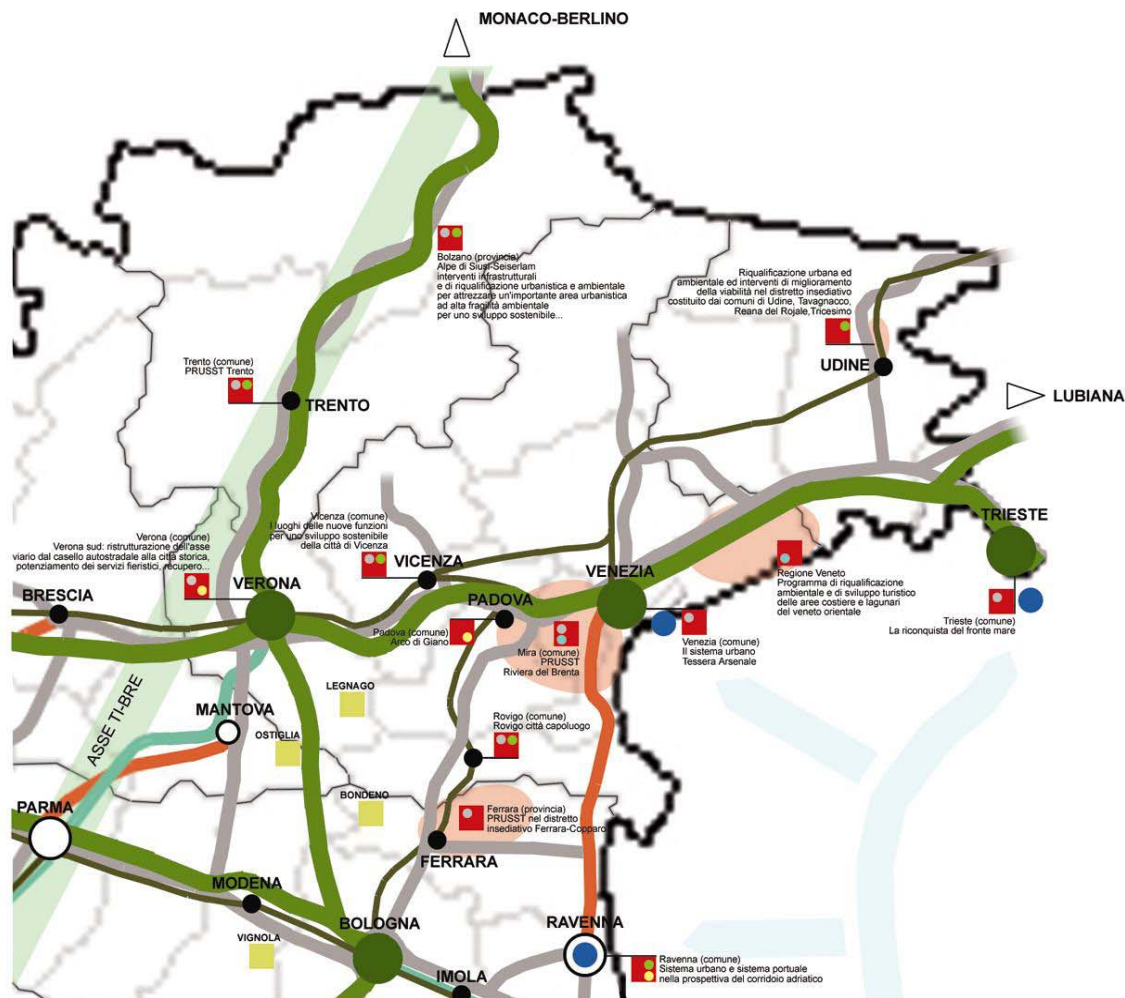 MONACO-BERLINO
Bolzano (provincia)
Alpe di Siusi-Seiserlam
interventi infrastrutturali
e di riqualificazione urbanistica e ambientale
per attrezzare un'importante area urbanistica
ad alta fragilità ambientale
per uno sviluppo sostenibile...
Riqualificazione urbana ed
ambientale ed interventi di miglioramento
della viabilità nel distretto insediativo
costituito dai comuni di Udine, Tavagnacco,
Reana del Rojale,Tricesimo
UDINE
LUBIANA
Trento (comune)
PRUSST Trento
TRENTO
Vicenza (comune)
I luoghi delle nuove funzioni
per uno sviluppo sostenibile
della città di Vicenza
VICENZA
Verona (comune)
Verona sud: ristrutturazione dell'asse
viario dal casello autostradale alla città storica,
potenziamento dei servizi fieristici, recupero...
VERONA
BRESCIA
VENEZIA
TRIESTE
PADOVA
Padova (comune)
Arco di Giano
Mira (comune)
PRUSST
Riviera del Brenta
Regione Veneto
Programma di riqualificazione
ambientale e di sviluppo turistico
delle aree costiere e lagunari
del veneto orientale
Venezia (comune)
Il sistema urbano
Tessera Arsenale
Trieste (comune)
La riconquista del fronte mare
ASSE TI-BRE
LEGNAGO
MANTOVA
OSTIGLIA
Rovigo (comune)
Rovigo città capoluogo
BONDENO
PARMA
Ferrara (provincia)
PRUSST nel distretto
insediativo Ferrara-Copparo
FERRARA
MODENA
BOLOGNA
RAVENNA
VIGNOLA
IMOLA
Ravenna (comune)
Sistema urbano e sistema portuale
nella prospettiva del corridoio adriatico